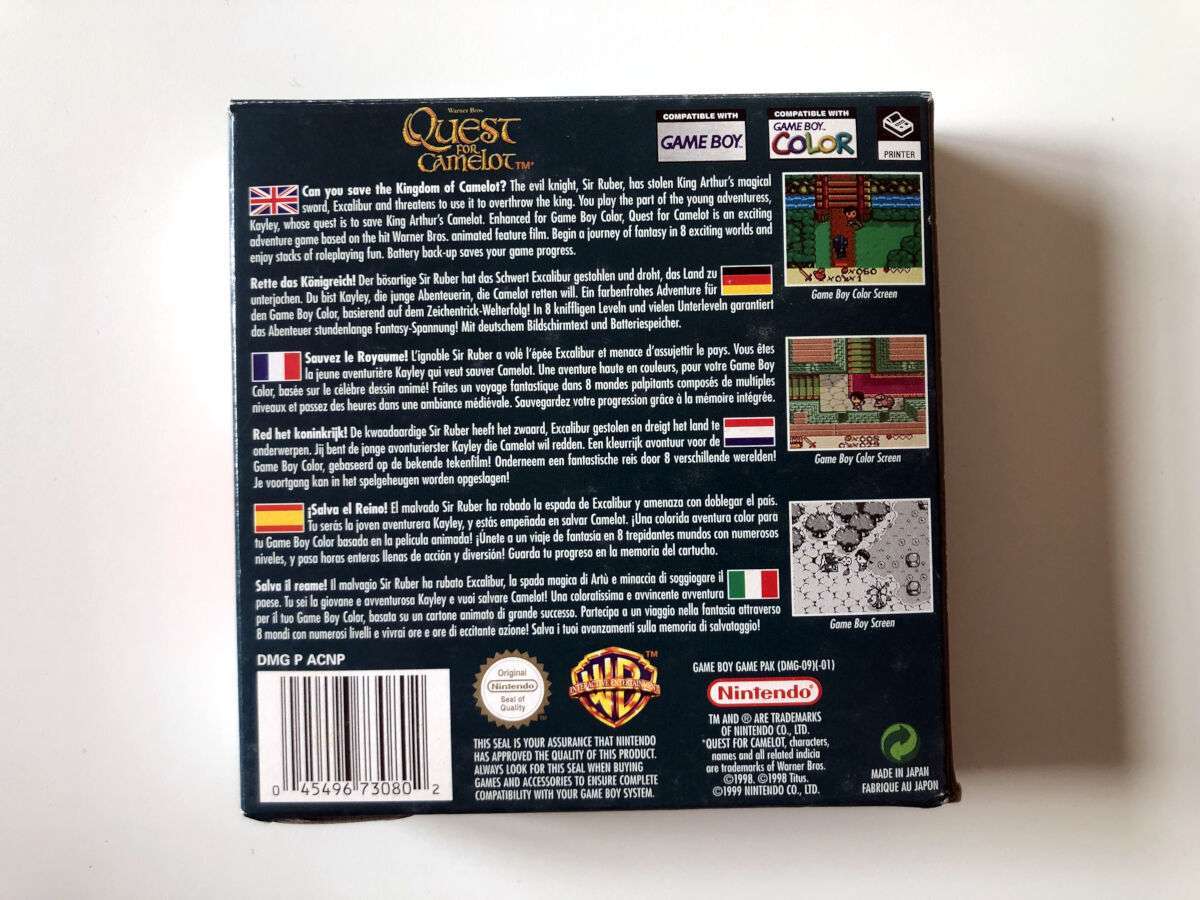 Warner Bros.
QUEST
FOR
CAMELOT™
COMPATIBLE WITH
GAME BOY™
COMPATIBLE WITH
GAME BOY™
COLOR
PRINTER
Can you save the Kingdom of Camelot? The evil knight, Sir Ruber, has stolen King Arthur's magical
sword, Excalibur and threatens to use it to overthrow the king. You play the part of the young adventuress,
Kayley, whose quest is to save King Arthur's Camelot. Enhanced for Game Boy Color, Quest for Camelot is an exciting
adventure game based on the hit Warner Bros. animated feature film. Begin a journey of fantasy in 8 exciting worlds and
enjoy stacks of roleplaying fun. Battery back-up saves your game progress.
Game Boy Color Screen
Rette das Königreich! Der bösartige Sir Ruber hat das Schwert Excalibur gestohlen und droht, das Land zu
unterjochen. Du bist Kayley, die junge Abenteuerin, die Camelot retten will. Ein farbenfrohes Adventure für
den Game Boy Color, basierend auf dem Zeichentrick-Welterfolg! In 8 kniffligen Leveln und vielen Unterleveln garantiert
das Abenteuer stundenlange Fantasy-Spannung! Mit deutschem Bildschirmtext und Batteriespeicher.
Sauvez le Royaume! L'ignoble Sir Ruber a volé l'épée Excalibur et menace d'assujettir le pays. Vous êtes
la jeune aventurière Kayley qui veut sauver Camelot. Une aventure haute en couleurs, pour votre Game Boy
Color, basée sur le célèbre dessin animé! Faites un voyage fantastique dans 8 mondes palpitants composés de multiples
niveaux et passez des heures dans une ambiance médiévale. Sauvegardez votre progression grâce à la mémoire intégrée.
Game Boy Color Screen
Red het koninkrijk! De kwaadaardige Sir Ruber heeft het zwaard, Excalibur gestolen en dreigt het land te
onderwerpen. Jij bent de jonge avonturierster Kayley die Camelot wil redden. Een kleurrijk avontuur voor de
Game Boy Color, gebaseerd op de bekende tekenfilm! Onderneem een fantastische reis door 8 verschillende werelden!
Je voortgang kan in het spelgeheugen worden opgeslagen!
¡Salva el Reino! El malvado Sir Ruber ha robado la espada de Excalibur y amenaza con doblegar el país.
Tu serás la joven aventurera Kayley, y estás empeñada en salvar Camelot. ¡Una colorida aventura color para
tu Game Boy Color basada en la película animada! ¡Únete a un viaje de fantasia en 8 trepidantes mundos con numerosos
niveles, y pasa horas enteras llenas de acción y diversión! Guarda tu progreso en la memoria del cartucho.
Salva il reame! Il malvagio Sir Ruber ha rubato Excalibur, la spada magica di Artù e minaccia di soggiogare il
paese. Tu sei la giovane e avventurosa Kayley e vuoi salvare Camelot! Una coloratissima e avvincente avventura
per il tuo Game Boy Color, basata su un cartone animato di grande successo. Partecipa a un viaggio nella fantasia attraverso
8 mondi con numerosi livelli e vivrai ore e ore di eccitante azione! Salva i tuoi avanzamenti sulla memoria di salvataggio!
Game Boy Screen
DMG P ACNP
0 45496 73080 2
Original
Nintendo
Seal of
Quality
WB
INTERACTIVE ENTERTAINMENT
TM
THIS SEAL IS YOUR ASSURANCE THAT NINTENDO
HAS APPROVED THE QUALITY OF THIS PRODUCT.
ALWAYS LOOK FOR THIS SEAL WHEN BUYING
GAMES AND ACCESSORIES TO ENSURE COMPLETE
COMPATIBILITY WITH YOUR GAME BOY SYSTEM.
GAME BOY GAME PAK (DMG-09)(-01)
Nintendo®
TM AND ® ARE TRADEMARKS
OF NINTENDO CO., LTD.
*QUEST FOR CAMELOT, characters,
names and all related indicia
are trademarks of Warner Bros.
©1998. ©1998 Titus.
©1999 NINTENDO CO., LTD.
MADE IN JAPAN
FABRIQUE AU JAPON